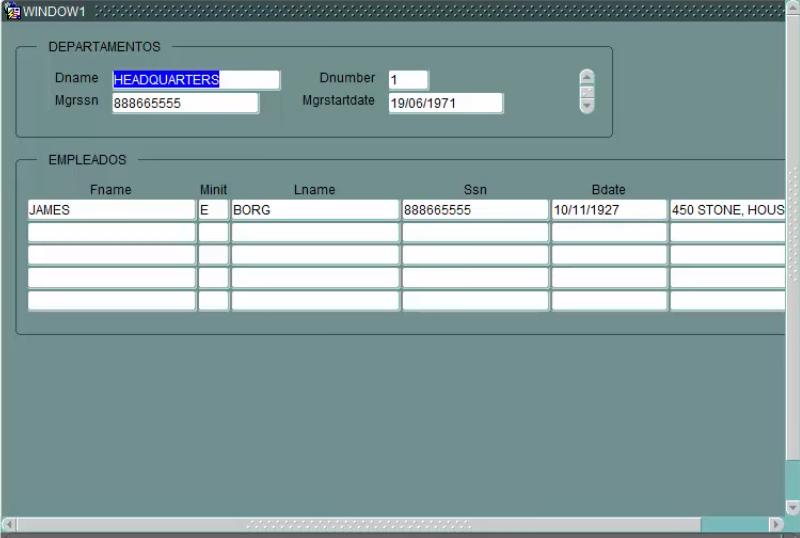 WINDOW1
DEPARTAMENTOS
Dname HEADQUARTERS Dnumber 1
Mgrssn 888665555 Mgrstartdate 19/06/1971
EMPLEADOS
Fname Minit Lname Ssn Bdate
JAMES E BORG 888665555 10/11/1927 450 STONE, HOUS